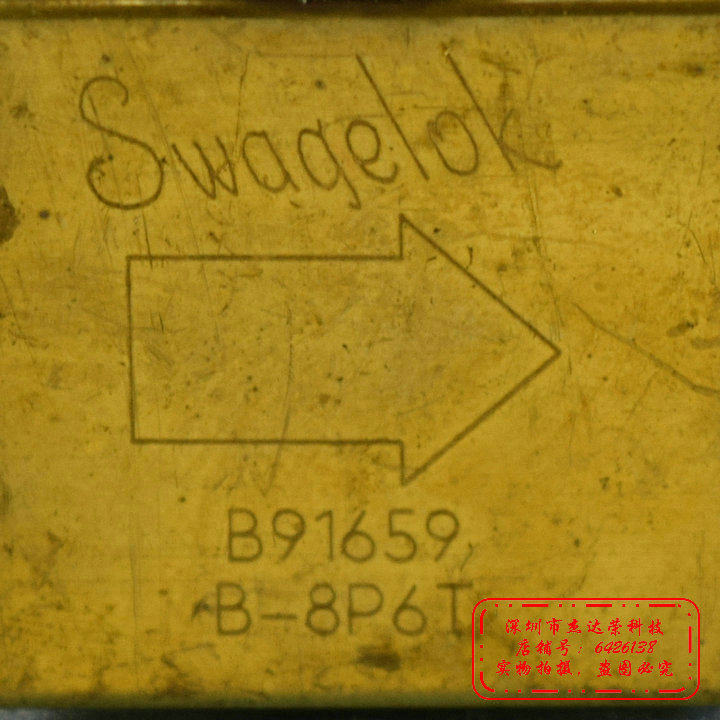 Swagelok
B91659
B-8P6T
深圳市杰达荣科技
店铺号：6426138
实物拍摄，盗图必究